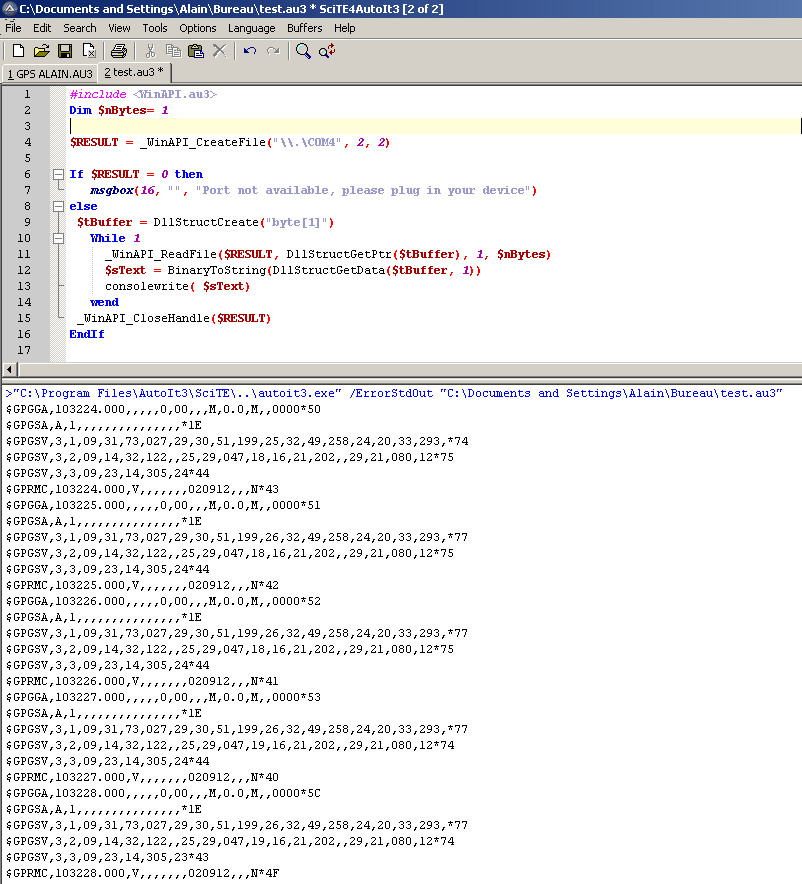 C:\Documents and Settings\Alain\Bureau\test.au3 * SciTE4AutoIt3 [2 of 2]
File Edit Search View Tools Options Language Buffers Help
1 GPS ALAIN.AU3 2 test.au3 *
1 #include <WinAPI.au3>
2 Dim $nBytes= 1
3
4 $RESULT = _WinAPI_CreateFile("\\.\COM4", 2, 2)
5
6 If $RESULT = 0 then
7 msgbox(16, "", "Port not available, please plug in your device")
8 else
9 $tBuffer = DllStructCreate("byte[1]")
10 While 1
11 _WinAPI_ReadFile($RESULT, DllStructGetPtr($tBuffer), 1, $nBytes)
12 $sText = BinaryToString(DllStructGetData($tBuffer, 1))
13 consolewrite( $sText)
14 wend
15 _WinAPI_CloseHandle($RESULT)
16 EndIf
17
>"C:\Program Files\AutoIt3\SciTE\..\autoit3.exe" /ErrorStdOut "C:\Documents and Settings\Alain\Bureau\test.au3"
$GPGGA,103224.000,,,,,0,00,,,M,0.0,M,,0000*50
$GPGSA,A,1,,,,,,,,,,,,,,,*1E
$GPGSV,3,1,09,31,73,027,29,30,51,199,25,32,49,258,24,20,33,293,*74
$GPGSV,3,2,09,14,32,122,,25,29,047,18,16,21,202,,29,21,080,12*75
$GPGSV,3,3,09,23,14,305,24*44
$GPRMC,103224.000,V,,,,,,,020912,,,N*43
$GPGGA,103225.000,,,,,0,00,,,M,0.0,M,,0000*51
$GPGSA,A,1,,,,,,,,,,,,,,,*1E
$GPGSV,3,1,09,31,73,027,29,30,51,199,26,32,49,258,24,20,33,293,*77
$GPGSV,3,2,09,14,32,122,,25,29,047,18,16,21,202,,29,21,080,12*75
$GPGSV,3,3,09,23,14,305,24*44
$GPRMC,103225.000,V,,,,,,,020912,,,N*42
$GPGGA,103226.000,,,,,0,00,,,M,0.0,M,,0000*52
$GPGSA,A,1,,,,,,,,,,,,,,,*1E
$GPGSV,3,1,09,31,73,027,29,30,51,199,26,32,49,258,24,20,33,293,*77
$GPGSV,3,2,09,14,32,122,,25,29,047,18,16,21,202,,29,21,080,12*75
$GPGSV,3,3,09,23,14,305,24*44
$GPRMC,103226.000,V,,,,,,,020912,,,N*41
$GPGGA,103227.000,,,,,0,00,,,M,0.0,M,,0000*53
$GPGSA,A,1,,,,,,,,,,,,,,,*1E
$GPGSV,3,1,09,31,73,027,29,30,51,199,26,32,49,258,24,20,33,293,*77
$GPGSV,3,2,09,14,32,122,,25,29,047,19,16,21,202,,29,21,080,12*74
$GPGSV,3,3,09,23,14,305,24*44
$GPRMC,103227.000,V,,,,,,,020912,,,N*40
$GPGGA,103228.000,,,,,0,00,,,M,0.0,M,,0000*5C
$GPGSA,A,1,,,,,,,,,,,,,,,*1E
$GPGSV,3,1,09,31,73,027,29,30,51,199,26,32,49,258,24,20,33,293,*77
$GPGSV,3,2,09,14,32,122,,25,29,047,19,16,21,202,,29,21,080,12*74
$GPGSV,3,3,09,23,14,305,23*43
$GPRMC,103228.000,V,,,,,,,020912,,,N*4F